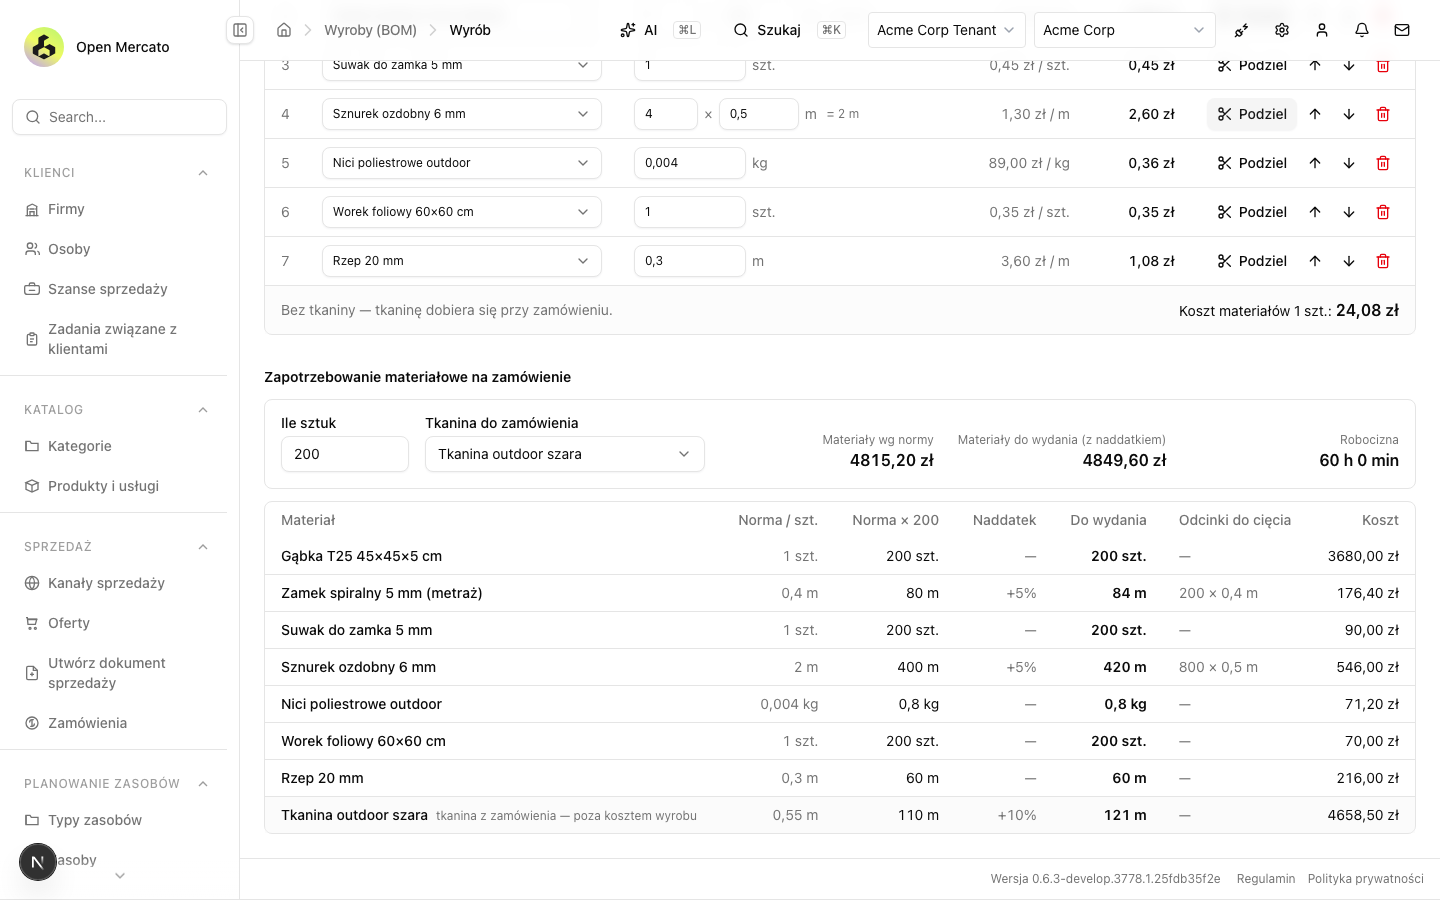 Open Mercato
Wyroby (BOM) Wyrób AI ⌘L Szukaj ⌘K Acme Corp Tenant Acme Corp
Search...
KLIENCI
Firmy
Osoby
Szanse sprzedaży
Zadania związane z
klientami
KATALOG
Kategorie
Produkty i usługi
SPRZEDAŻ
Kanały sprzedaży
Oferty
Utwórz dokument
sprzedaży
Zamówienia
PLANOWANIE ZASOBÓW
Typy zasobów
asoby
N
3 Suwak do zamka 5 mm 1 szt. 0,45 zł / szt. 0,45 zł Podziel
4 Sznurek ozdobny 6 mm 4 × 0,5 m = 2 m 1,30 zł / m 2,60 zł Podziel
5 Nici poliestrowe outdoor 0,004 kg 89,00 zł / kg 0,36 zł Podziel
6 Worek foliowy 60×60 cm 1 szt. 0,35 zł / szt. 0,35 zł Podziel
7 Rzep 20 mm 0,3 m 3,60 zł / m 1,08 zł Podziel
Bez tkaniny — tkaninę dobiera się przy zamówieniu. Koszt materiałów 1 szt.: 24,08 zł
Zapotrzebowanie materiałowe na zamówienie
Ile sztuk Tkanina do zamówienia
200 Tkanina outdoor szara
Materiały wg normy Materiały do wydania (z naddatkiem) Robocizna
4815,20 zł 4849,60 zł 60 h 0 min
Materiał Norma / szt. Norma × 200 Naddatek Do wydania Odcinki do cięcia Koszt
Gąbka T25 45×45×5 cm 1 szt. 200 szt. — 200 szt. — 3680,00 zł
Zamek spiralny 5 mm (metraż) 0,4 m 80 m +5% 84 m 200 × 0,4 m 176,40 zł
Suwak do zamka 5 mm 1 szt. 200 szt. — 200 szt. — 90,00 zł
Sznurek ozdobny 6 mm 2 m 400 m +5% 420 m 800 × 0,5 m 546,00 zł
Nici poliestrowe outdoor 0,004 kg 0,8 kg — 0,8 kg — 71,20 zł
Worek foliowy 60×60 cm 1 szt. 200 szt. — 200 szt. — 70,00 zł
Rzep 20 mm 0,3 m 60 m — 60 m — 216,00 zł
Tkanina outdoor szara tkanina z zamówienia — poza kosztem wyrobu 0,55 m 110 m +10% 121 m — 4658,50 zł
Wersja 0.6.3-develop.3778.1.25fdb35f2e Regulamin Polityka prywatności